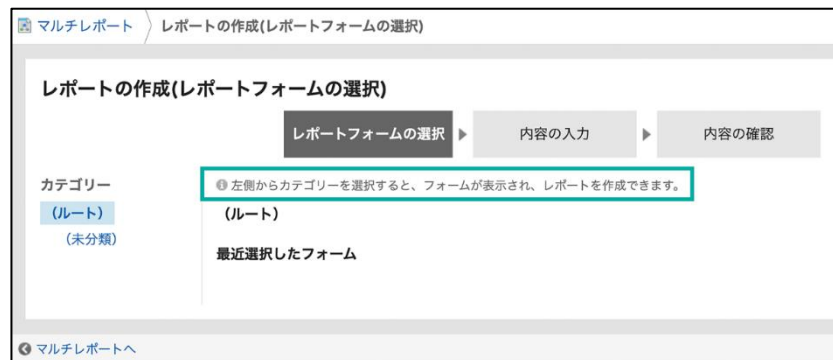 マルチレポート レポートの作成(レポートフォームの選択)
レポートの作成(レポートフォームの選択)
レポートフォームの選択 内容の入力 内容の確認
カテゴリー
(ルート)
(未分類)
左側からカテゴリーを選択すると、フォームが表示され、レポートを作成できます。
(ルート)
最近選択したフォーム
マルチレポートへ